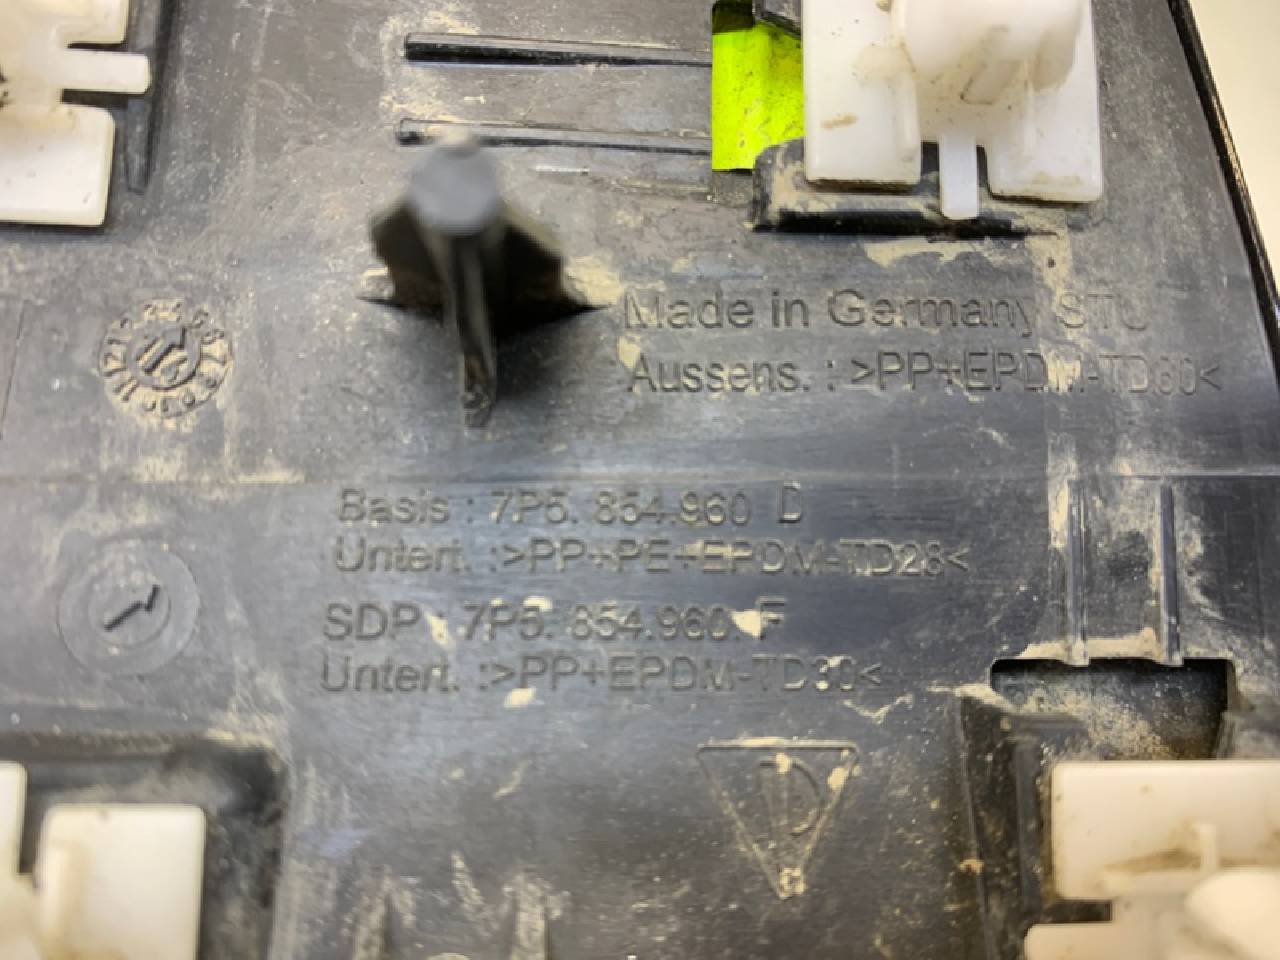 Made in Germany STU
Aussens. : >PP+EPDM-TD30<
Basis : 7P5. 854.960 D
Untert. :>PP+PE+EPDM-TD28<
SDP : 7P5. 854.960. F
Untert. :>PP+EPDM-TD30<